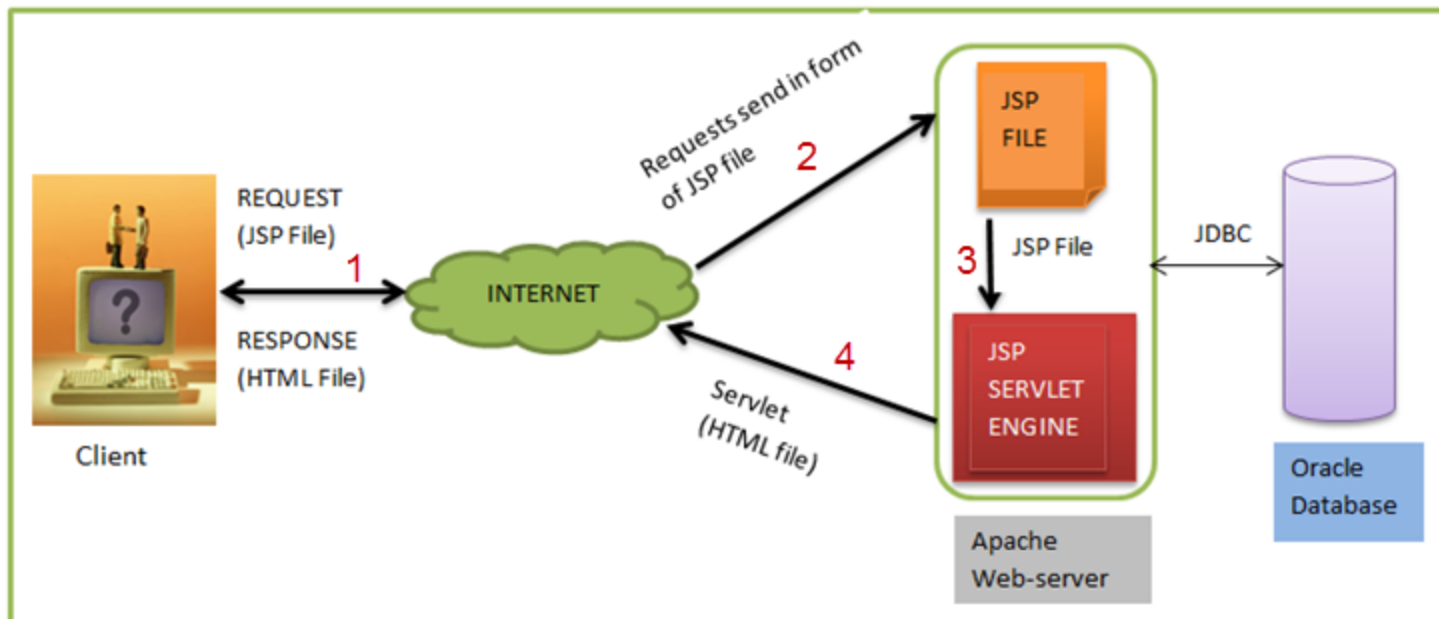 REQUEST
(JSP File)
1
RESPONSE
(HTML File)
Client
INTERNET
Requests send in form
of JSP file
2
JSP
FILE
3
JSP File
JSP
SERVLET
ENGINE
4
Servlet
(HTML file)
Apache
Web-server
JDBC
Oracle
Database
?